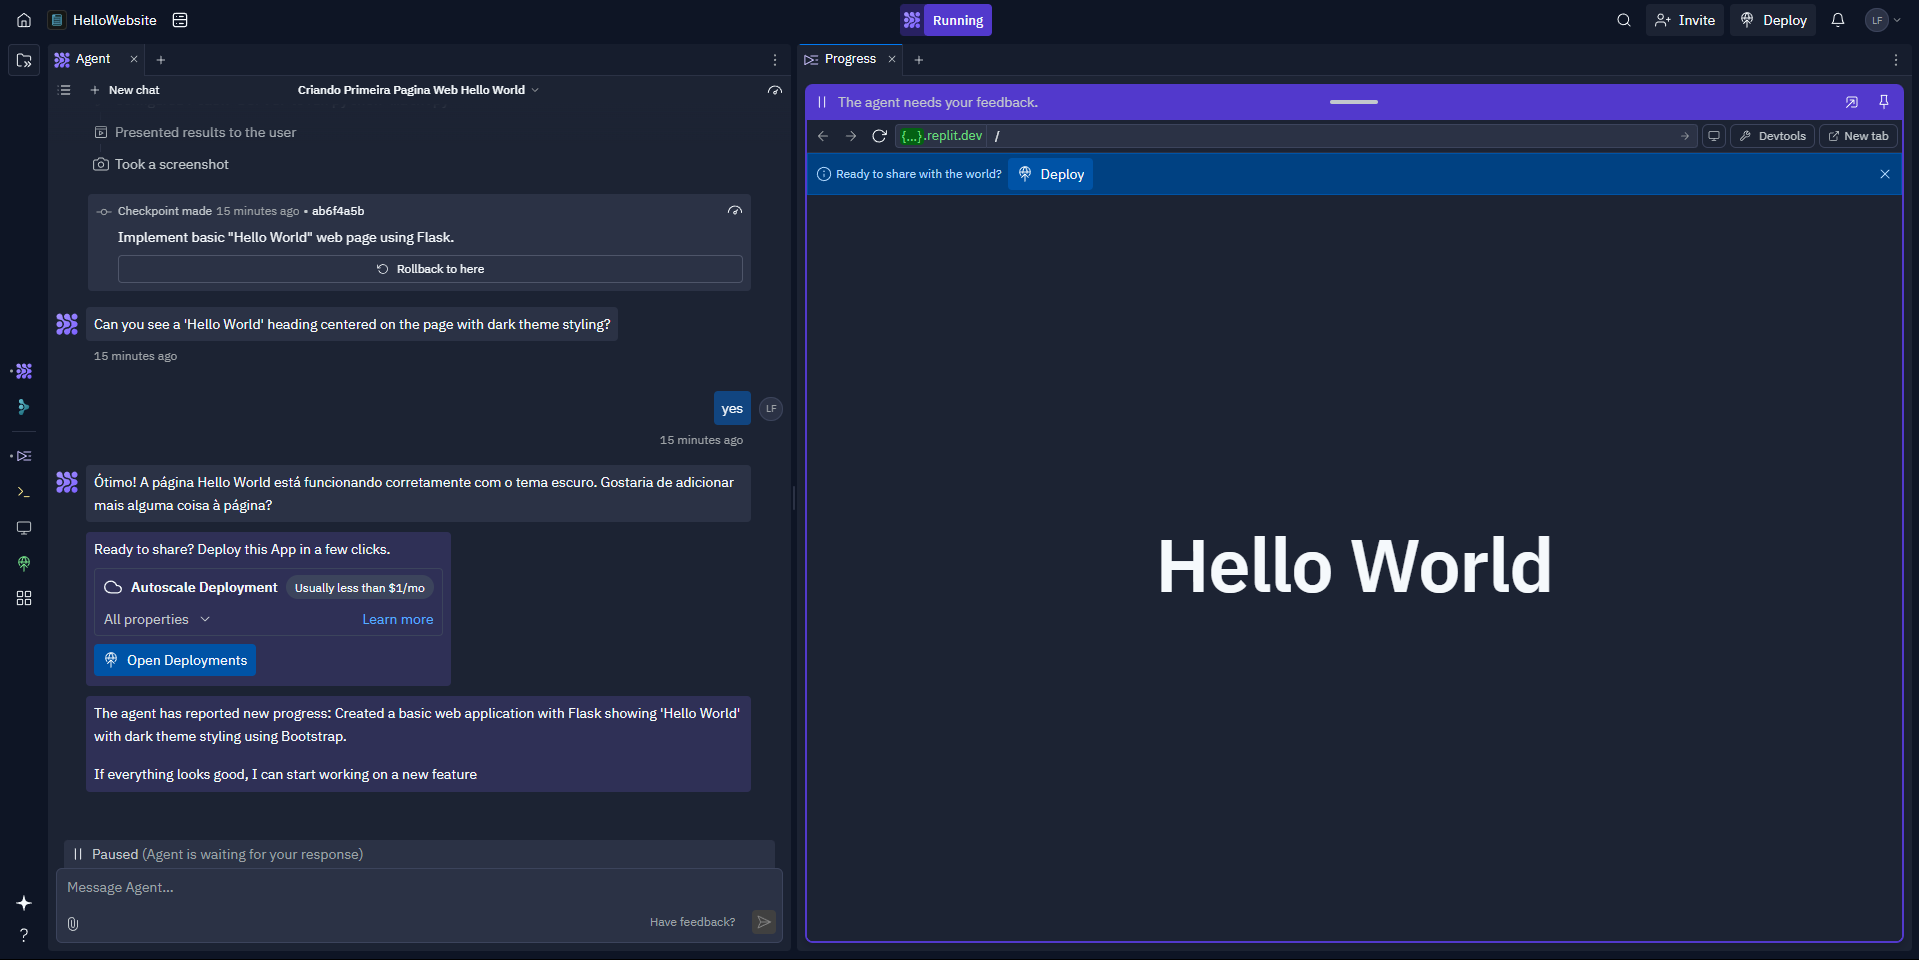 HelloWebsite
Running
Invite
Deploy
LF
Agent
New chat
Criando Primeira Pagina Web Hello World
Presented results to the user
Took a screenshot
Checkpoint made 15 minutes ago • ab6f4a5b
Implement basic "Hello World" web page using Flask.
Rollback to here
Can you see a 'Hello World' heading centered on the page with dark theme styling?
15 minutes ago
yes
LF
15 minutes ago
Ótimo! A página Hello World está funcionando corretamente com o tema escuro. Gostaria de adicionar
mais alguma coisa à página?
Ready to share? Deploy this App in a few clicks.
Autoscale Deployment Usually less than $1/mo
All properties Learn more
Open Deployments
The agent has reported new progress: Created a basic web application with Flask showing 'Hello World'
with dark theme styling using Bootstrap.
If everything looks good, I can start working on a new feature
Paused (Agent is waiting for your response)
Message Agent...
Have feedback?
Progress
The agent needs your feedback.
{...}.replit.dev /
Devtools
New tab
Ready to share with the world? Deploy
Hello World